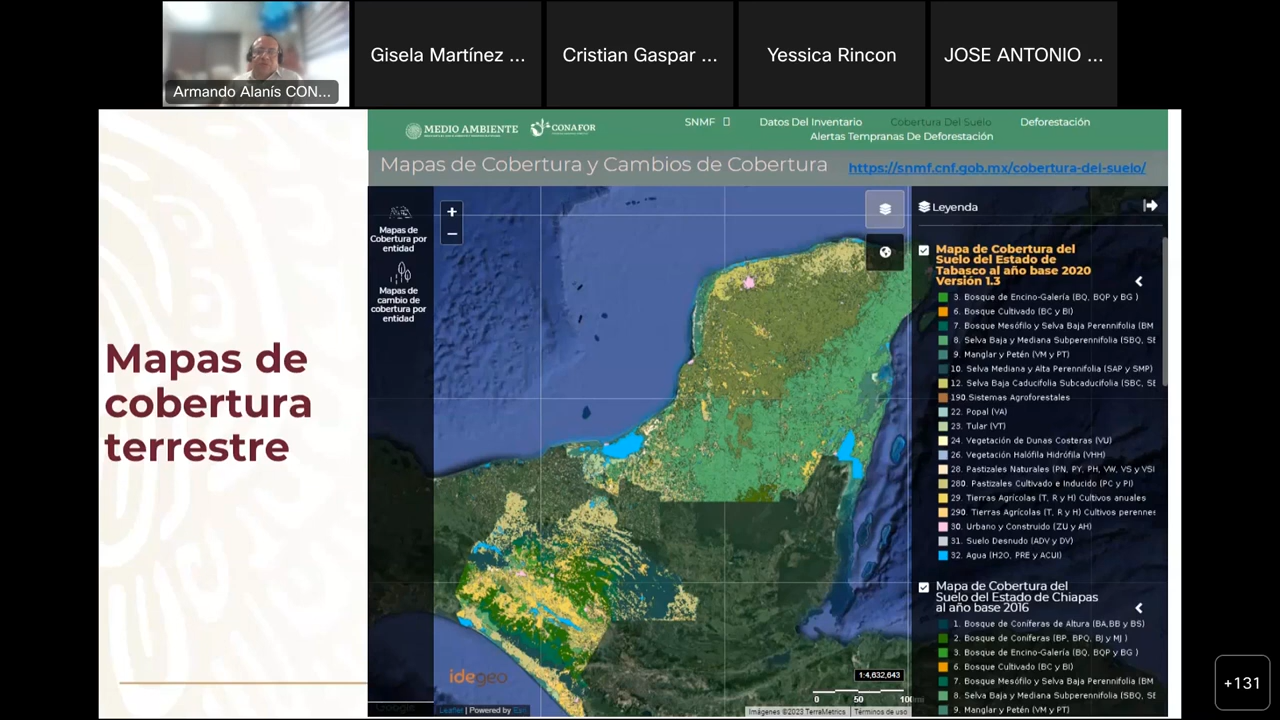 Armando Alanís CON...
Gisela Martínez ...
Cristian Gaspar ...
Yessica Rincon
JOSE ANTONIO ...
Mapas de
cobertura
terrestre
MEDIO AMBIENTE
CONAFOR
SNMF
Datos Del Inventario
Cobertura Del Suelo
Deforestación
Alertas Tempranas De Deforestación
Mapas de Cobertura y Cambios de Cobertura
https://snmf.cnf.gob.mx/cobertura-del-suelo/
Mapas de
Cobertura por
entidad
Mapas de
cambio de
cobertura por
entidad
+
−
Leyenda
Mapa de Cobertura del
Suelo del Estado de
Tabasco al año base 2020
Versión 1.3
3. Bosque de Encino-Galería (BQ, BQP y BG )
6. Bosque Cultivado (BC y BI)
7. Bosque Mesófilo y Selva Baja Perennifolia (BM
8. Selva Baja y Mediana Subperennifolia (SBQ, SE
9. Manglar y Petén (VM y PT)
10. Selva Mediana y Alta Perennifolia (SAP y SMP)
12. Selva Baja Caducifolia Subcaducifolia (SBC, SE
190.Sistemas Agroforestales
22. Popal (VA)
23. Tular (VT)
24. Vegetación de Dunas Costeras (VU)
26. Vegetación Halófila Hidrófila (VHH)
28. Pastizales Naturales (PN, PY, PH, VW, VS y VSI
280. Pastizales Cultivado e Inducido (PC y PI)
29. Tierras Agrícolas (T, R y H) Cultivos anuales
290. Tierras Agrícolas (T, R y H) Cultivos perennes
30. Urbano y Construido (ZU y AH)
31. Suelo Desnudo (ADV y DV)
32. Agua (H2O, PRE y ACUI)
Mapa de Cobertura del
Suelo del Estado de Chiapas
al año base 2016
1. Bosque de Coníferas de Altura (BA,BB y BS)
2. Bosque de Coníferas (BP, BPQ, BJ y MJ )
3. Bosque de Encino-Galería (BQ, BQP y BG )
6. Bosque Cultivado (BC y BI)
7. Bosque Mesófilo y Selva Baja Perennifolia (BM
8. Selva Baja y Mediana Subperennifolia (SBQ, SE
9. Manglar y Petén (VM y PT)
idegeo
1:4,632,643
0 50 100
Google
Leaflet | Powered by Esri
Imágenes ©2023 TerraMetrics
Términos de uso
+131